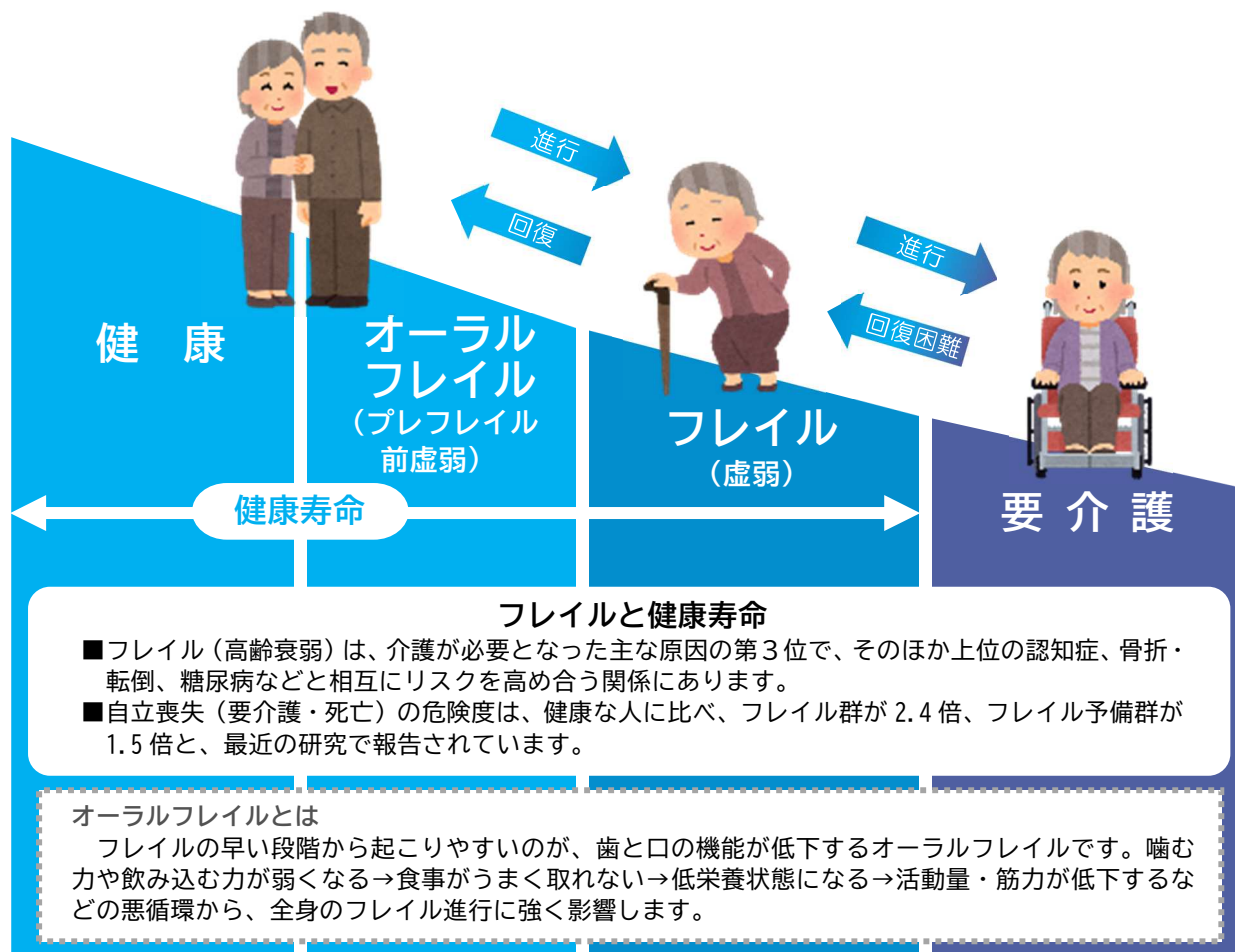 進行
回復
進行
回復困難
健 康
オーラル
フレイル
（プレフレイル
前虚弱）
フレイル
（虚弱）
要 介 護
健康寿命
フレイルと健康寿命
■フレイル（高齢衰弱）は、介護が必要となった主な原因の第３位で、そのほか上位の認知症、骨折・
転倒、糖尿病などと相互にリスクを高め合う関係にあります。
■自立喪失（要介護・死亡）の危険度は、健康な人に比べ、フレイル群が 2.4 倍、フレイル予備群が
1.5 倍と、最近の研究で報告されています。
オーラルフレイルとは
　フレイルの早い段階から起こりやすいのが、歯と口の機能が低下するオーラルフレイルです。噛む
力や飲み込む力が弱くなる→食事がうまく取れない→低栄養状態になる→活動量・筋力が低下するな
どの悪循環から、全身のフレイル進行に強く影響します。